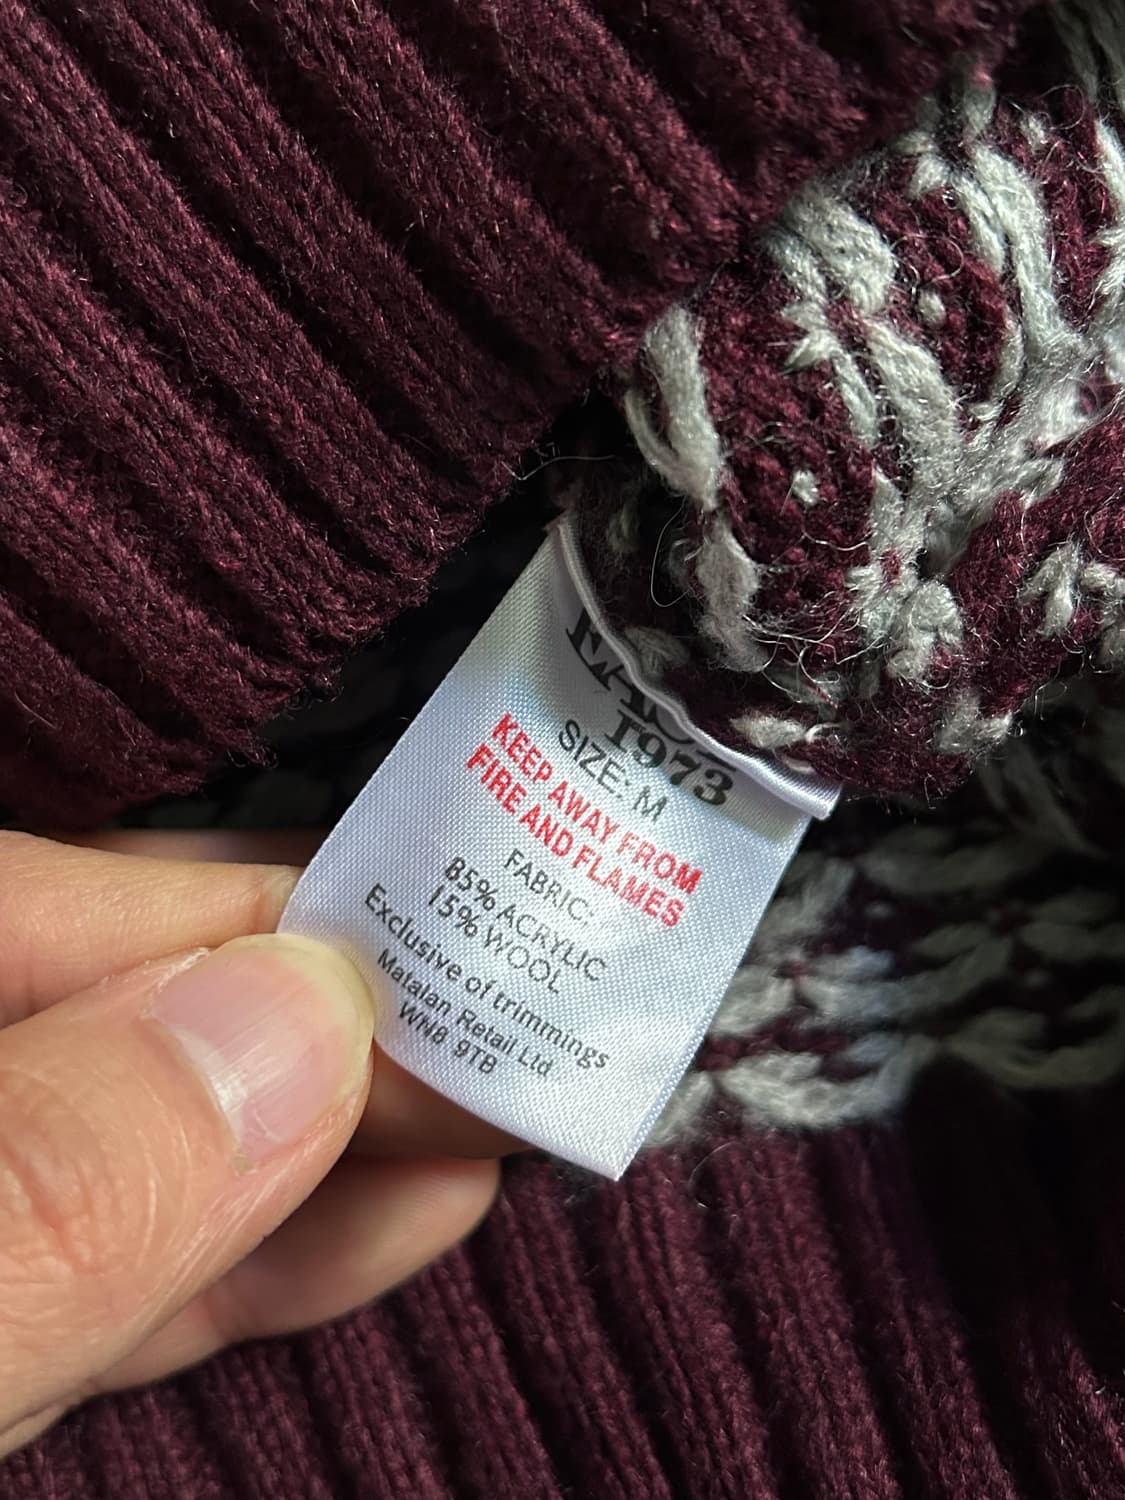 1973
SIZE: M
KEEP AWAY FROM
FIRE AND FLAMES
FABRIC:
85% ACRYLIC
15% WOOL
Exclusive of trimmings
Matalan Retail Ltd
WN8 9TB